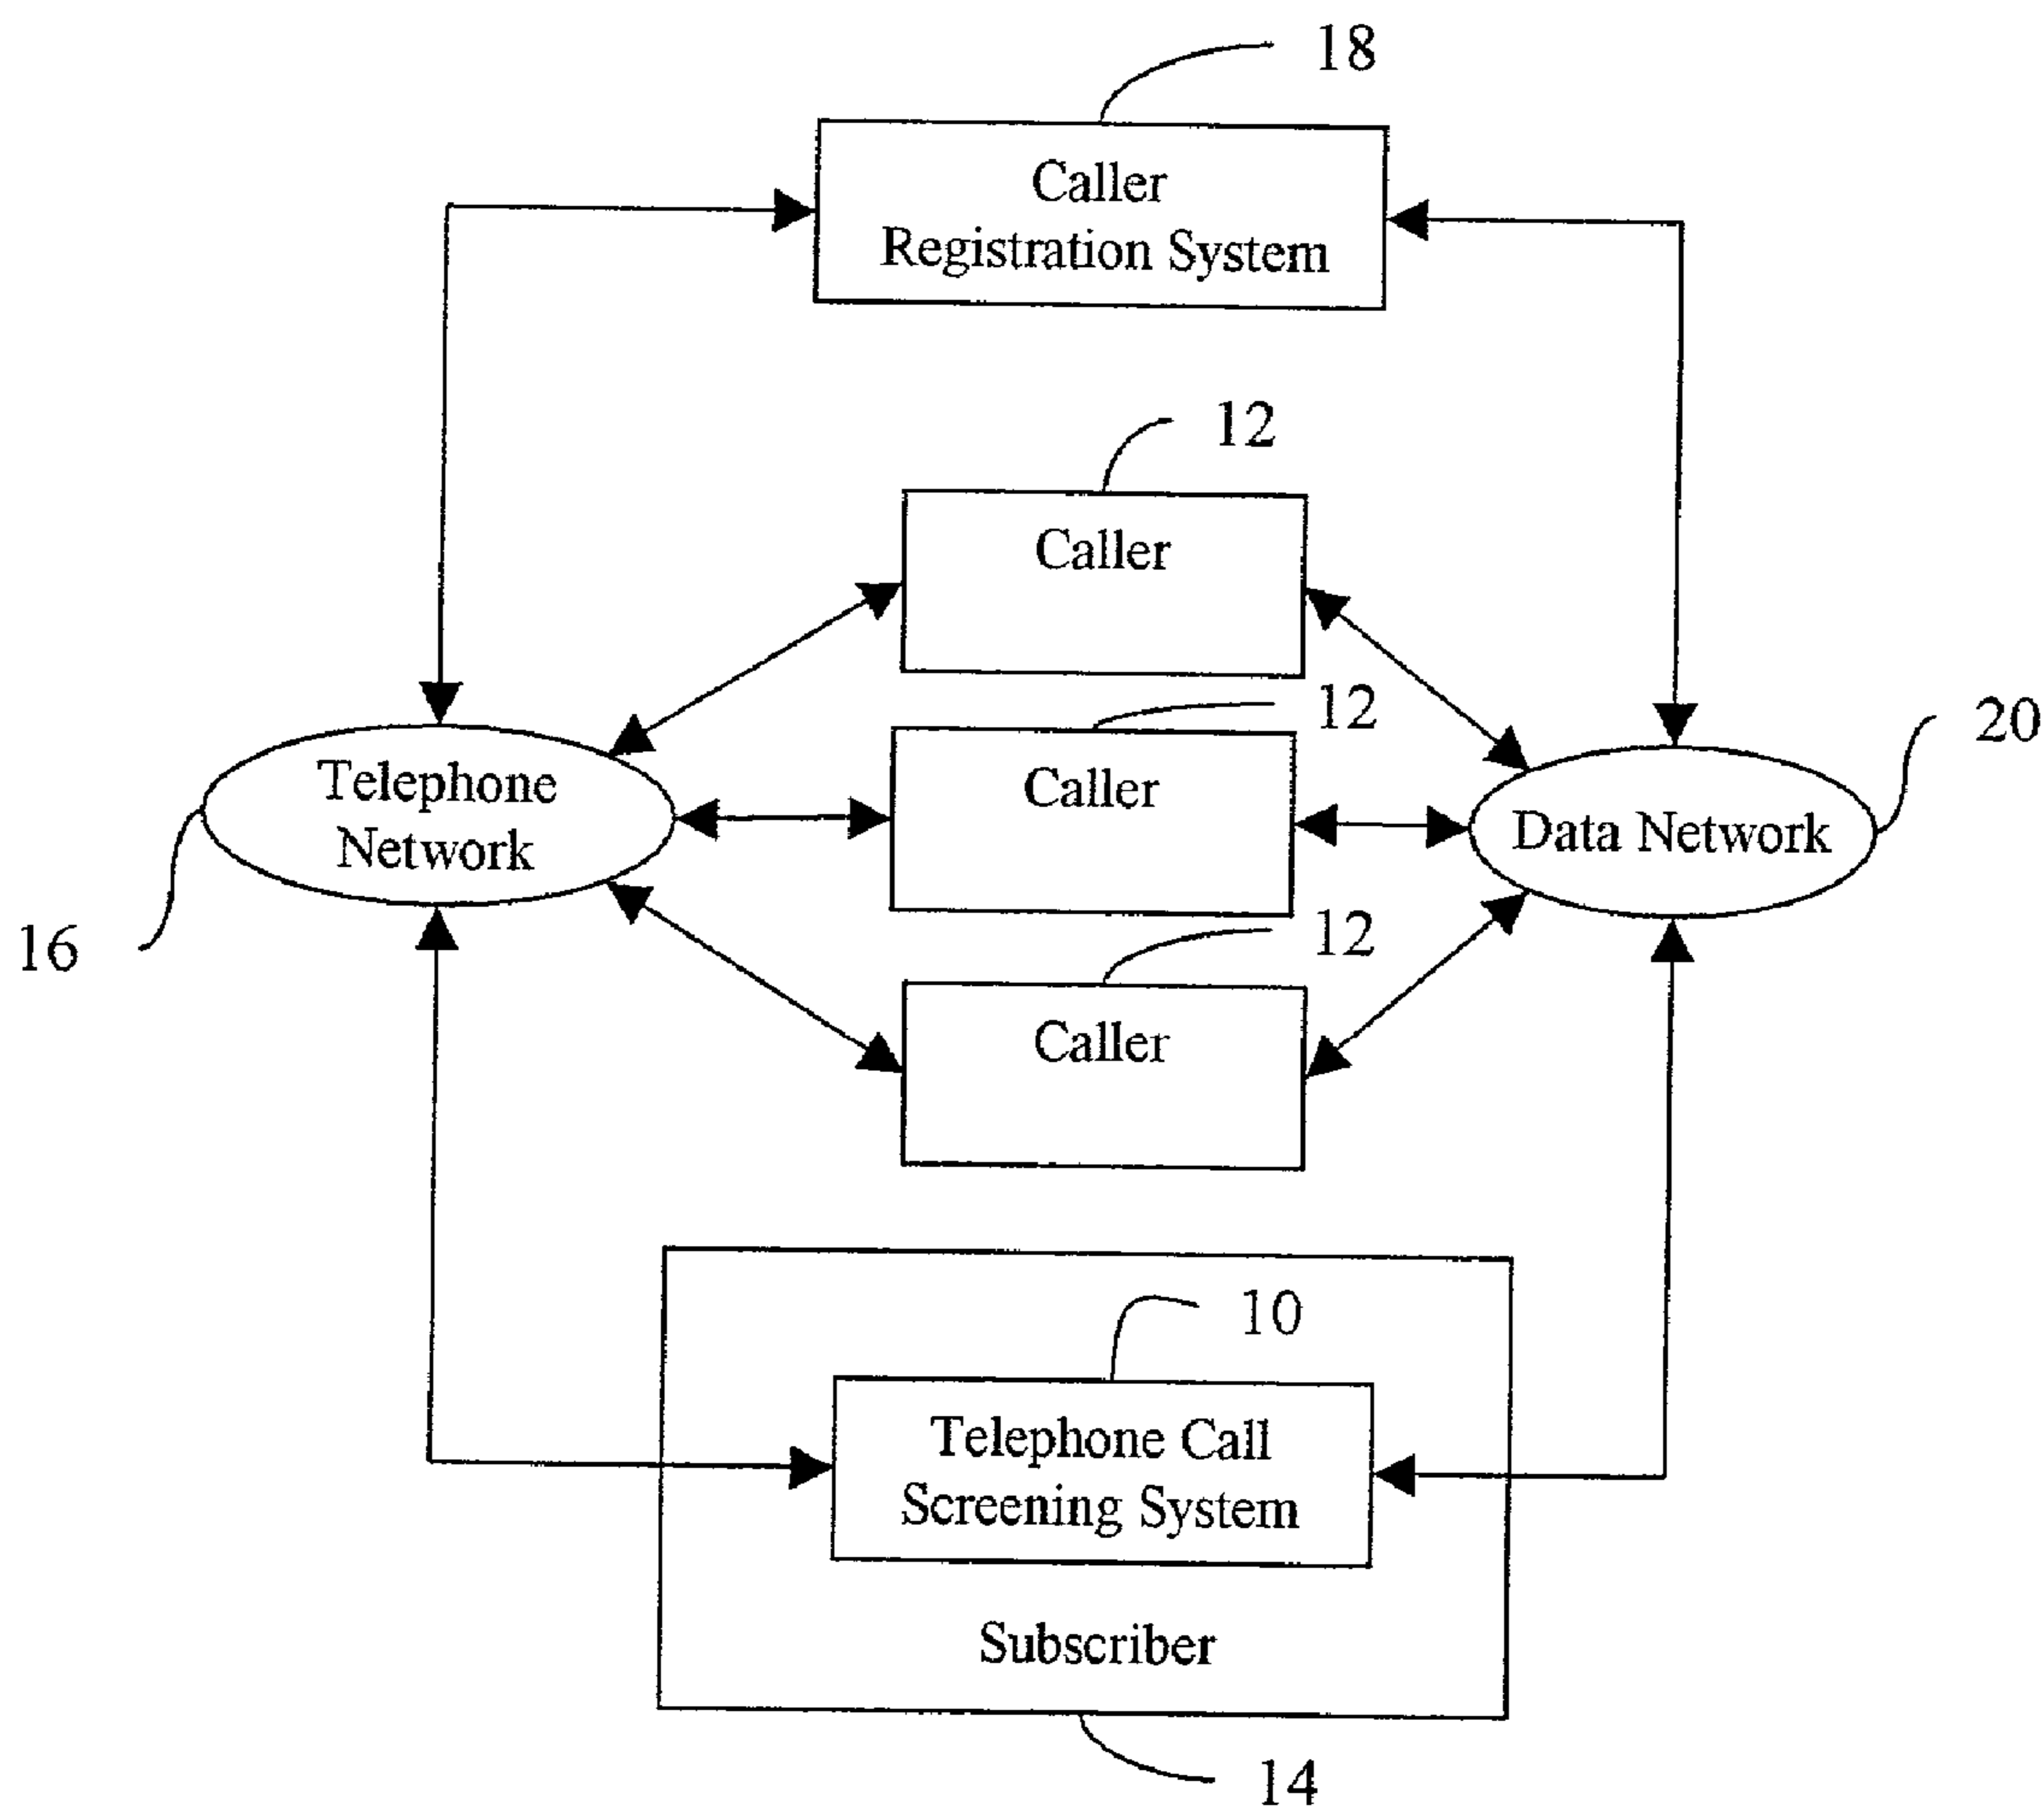 18
Caller
Registration System
12
Caller
12
20
Telephone
Network
Caller
Data Network
16
12
Caller
10
Telephone Call
Screening System
Subscriber
14